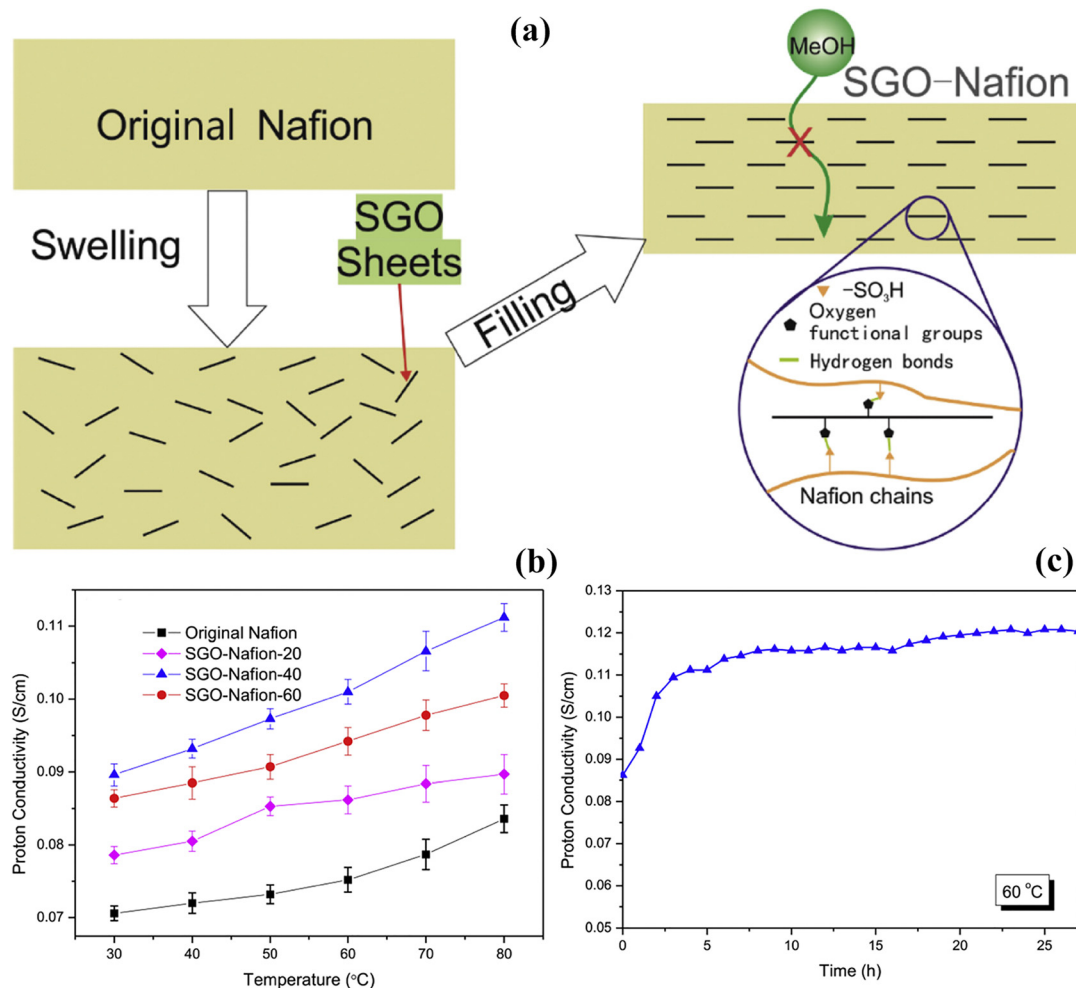 (a)
Original Nafion
Swelling
SGO
Sheets
Filling
MeOH
SGO-Nafion
-SO₃H
Oxygen
functional groups
Hydrogen bonds
Nafion chains
(b)
Proton Conductivity (S/cm)
0.11
0.10
0.09
0.08
0.07
Original Nafion
SGO-Nafion-20
SGO-Nafion-40
SGO-Nafion-60
30 40 50 60 70 80
Temperature (°C)
(c)
Proton Conductivity (S/cm)
0.13
0.12
0.11
0.10
0.09
0.08
0.07
0.06
0.05
60 °C
0 5 10 15 20 25
Time (h)